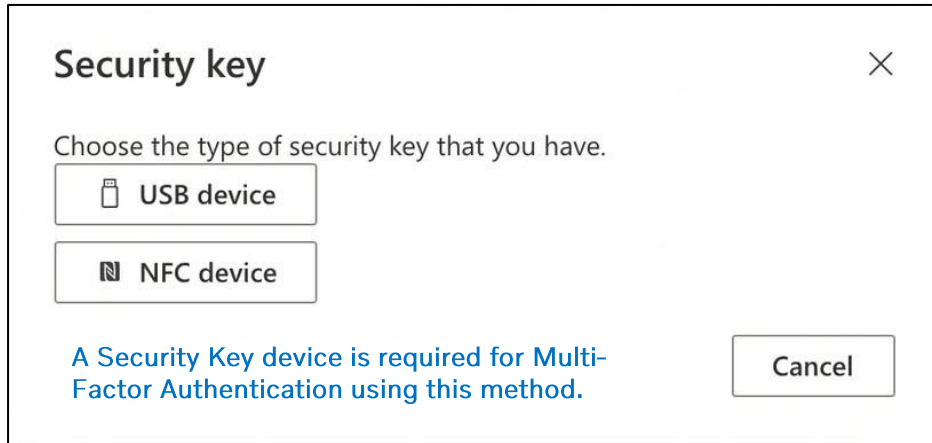 Security key
Choose the type of security key that you have.
USB device
NFC device
A Security Key device is required for Multi-
Factor Authentication using this method.
Cancel